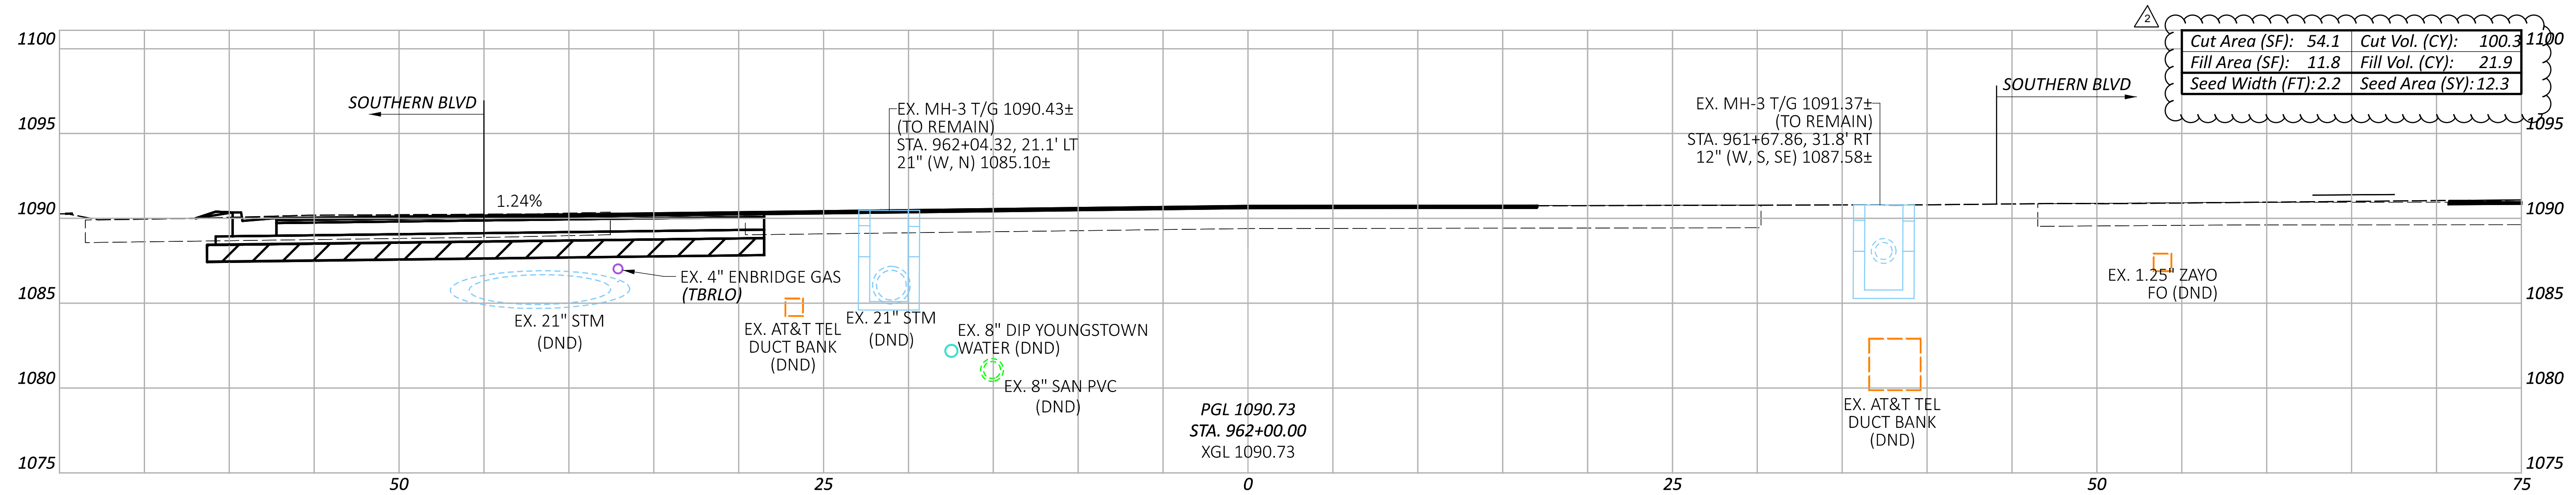 2
1100
Cut Area (SF): 54.1 Cut Vol. (CY): 100.3
1100
Fill Area (SF): 11.8 Fill Vol. (CY): 21.9
Seed Width (FT): 2.2 Seed Area (SY): 12.3
SOUTHERN BLVD
SOUTHERN BLVD
EX. MH-3 T/G 1090.43±
(TO REMAIN)
STA. 962+04.32, 21.1' LT
21" (W, N) 1085.10±
EX. MH-3 T/G 1091.37±
(TO REMAIN)
STA. 961+67.86, 31.8' RT
12" (W, S, SE) 1087.58±
1095
1095
1.24%
1090
1090
EX. 4" ENBRIDGE GAS
(TBRLO)
EX. 1.25" ZAYO
FO (DND)
1085
1085
EX. 21" STM
(DND)
EX. AT&T TEL
DUCT BANK
(DND)
EX. 21" STM
(DND)
EX. 8" DIP YOUNGSTOWN
WATER (DND)
EX. 8" SAN PVC
(DND)
1080
1080
PGL 1090.73
STA. 962+00.00
XGL 1090.73
EX. AT&T TEL
DUCT BANK
(DND)
1075
1075
50
25
0
25
50
75